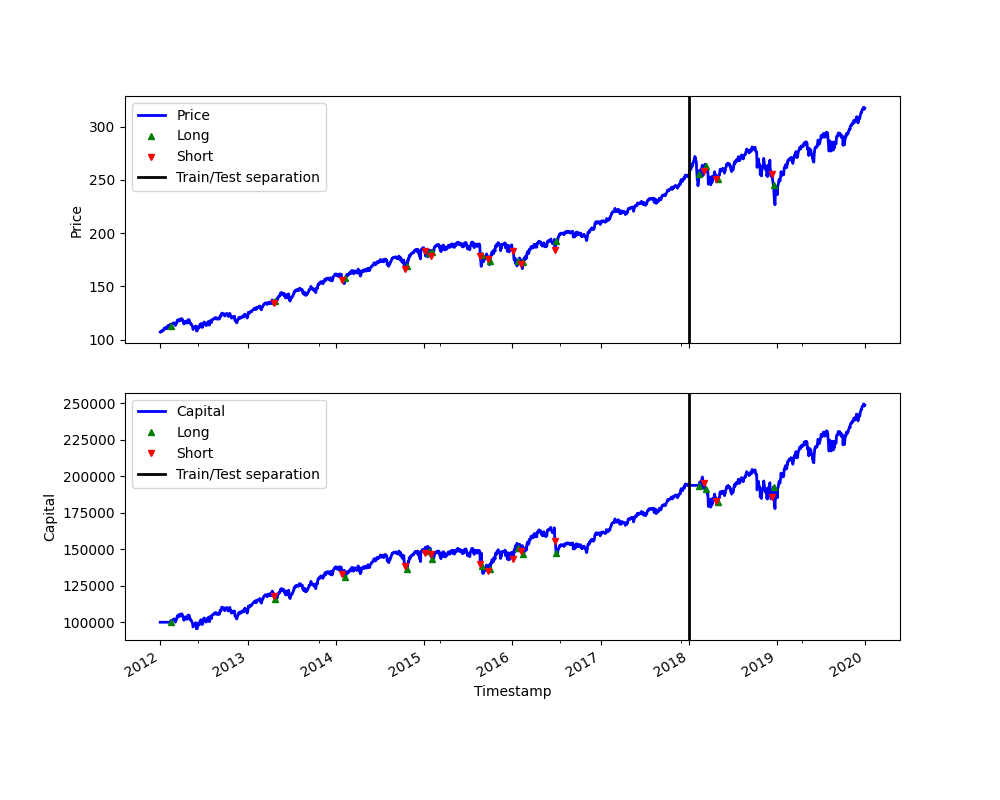 Price
Long
Short
Train/Test separation
300
250
200
150
100
Price
Capital
Long
Short
Train/Test separation
250000
225000
200000
175000
150000
125000
100000
Capital
2012
2013
2014
2015
2016
2017
2018
2019
2020
Timestamp